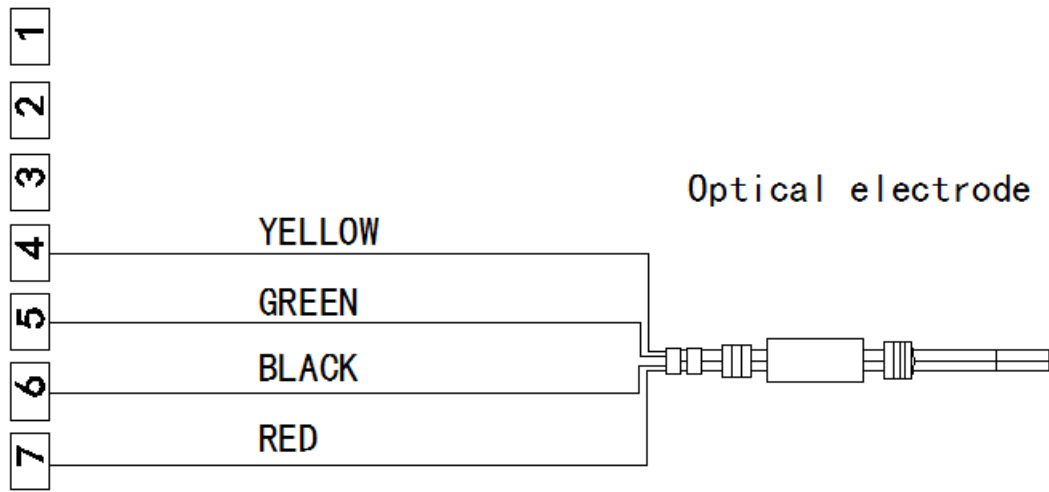 1
2
3
Optical electrode
YELLOW
4
GREEN
5
BLACK
6
RED
7